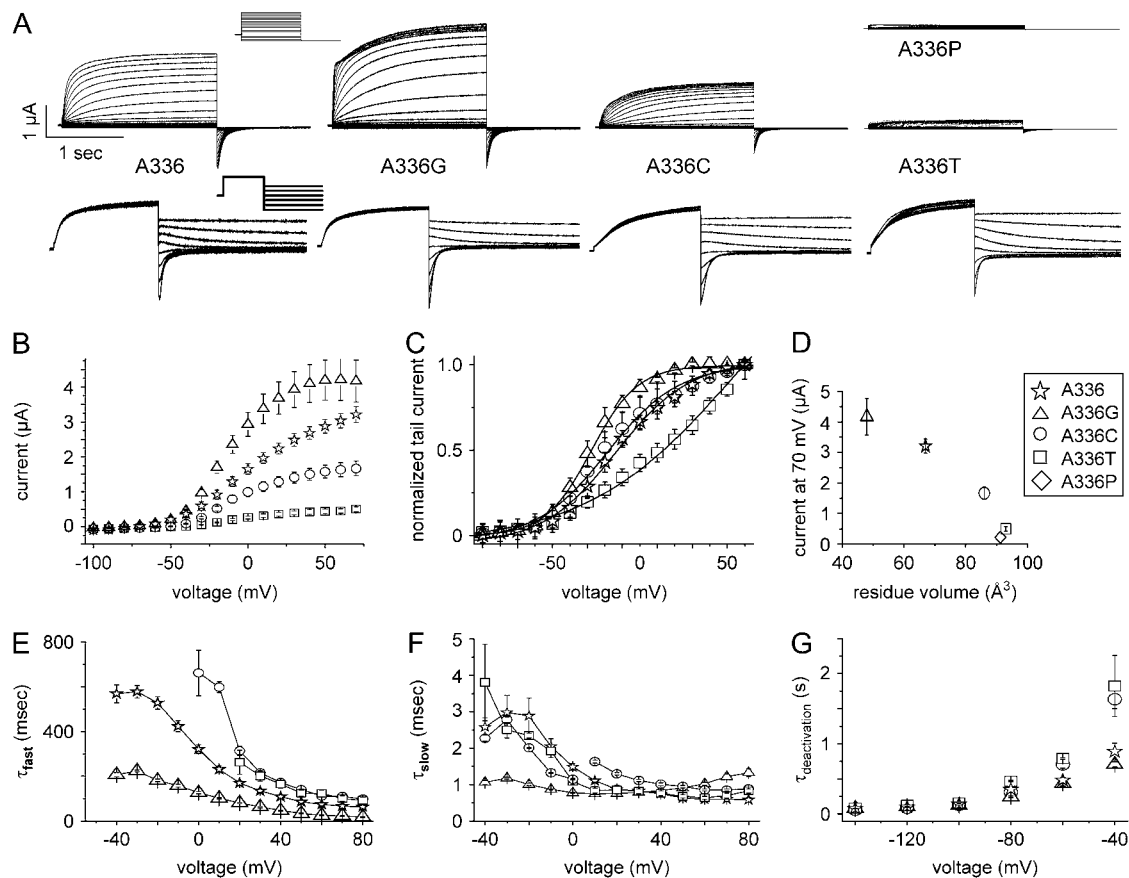 A
A336P
1 µA
1 sec
A336
A336G
A336C
A336T
B
current (µA)
4
3
2
1
0
-100
-50
0
50
voltage (mV)
C
normalized tail current
1.0
0.5
0
-50
0
50
voltage (mV)
D
current at 70 mV (µA)
5
4
3
2
1
0
40
60
80
100
residue volume (Å³)
A336
A336G
A336C
A336T
A336P
E
τfast (msec)
800
400
0
-40
0
40
80
voltage (mV)
F
τslow (msec)
5
4
3
2
1
0
-40
0
40
80
voltage (mV)
G
τdeactivation (s)
2
1
0
-120
-80
-40
voltage (mV)